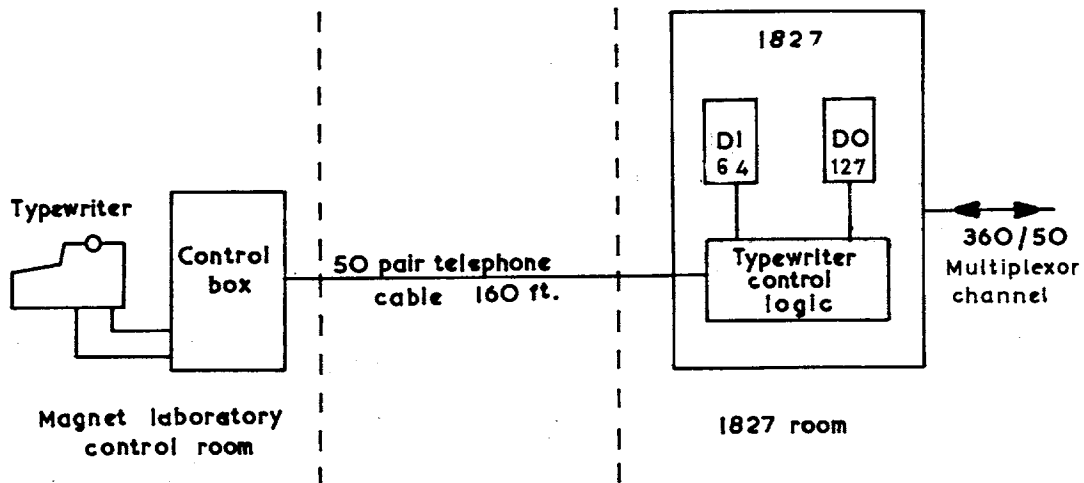 1827
DI
64
DO
127
Typewriter
Control
box
50 pair telephone
cable 160 ft.
Typewriter
control
logic
360/50
Multiplexor
channel
Magnet laboratory
control room
1827 room